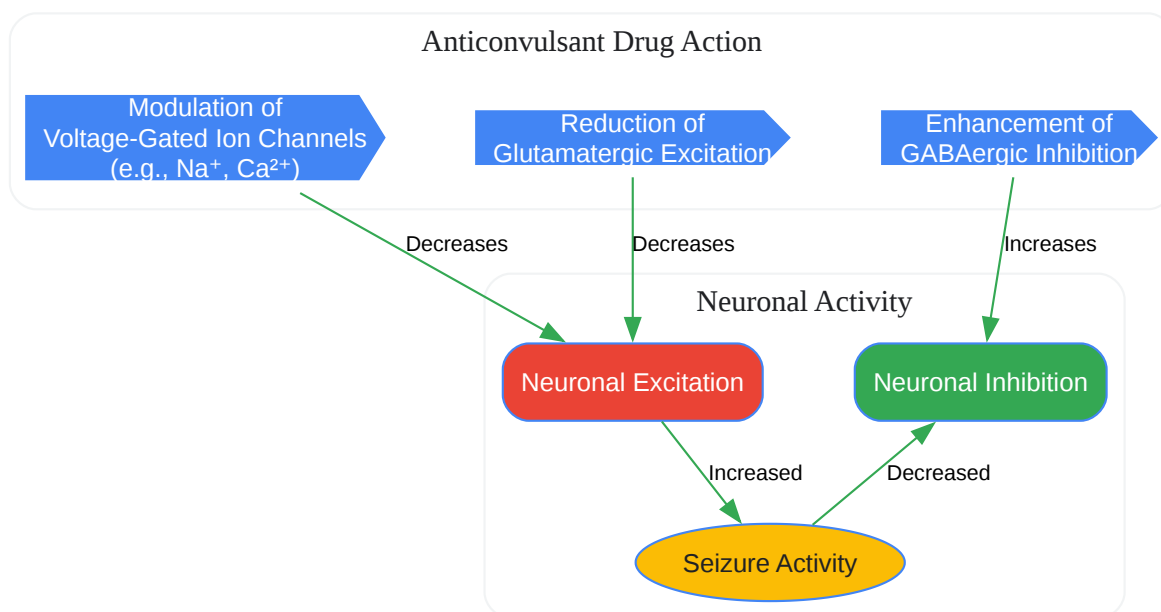 Anticonvulsant Drug Action
Modulation of
Voltage-Gated Ion Channels
(e.g., Na⁺, Ca²⁺)
Reduction of
Glutamatergic Excitation
Enhancement of
GABAergic Inhibition
Decreases
Decreases
Increases
Neuronal Activity
Neuronal Excitation
Neuronal Inhibition
Increased
Decreased
Seizure Activity